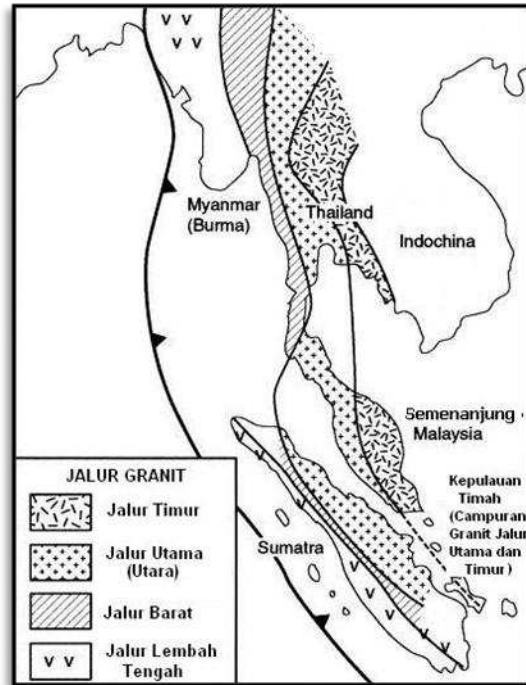 Myanmar
(Burma)
Thailand
Indochina
Semenanjung
Malaysia
Kepulauan
Timah
(Campuran
Granit Jalur
Utama dan
Timur)
Sumatra
JALUR GRANIT
Jalur Timur
Jalur Utama
(Utara)
Jalur Barat
Jalur Lembah
Tengah